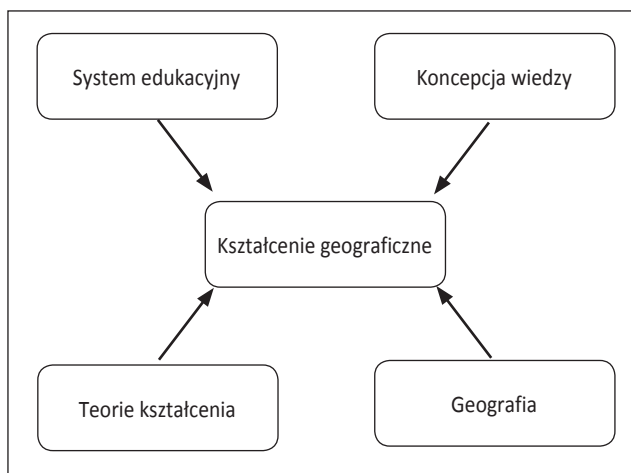 System edukacyjny
Koncepcja wiedzy
Kształcenie geograficzne
Teorie kształcenia
Geografia